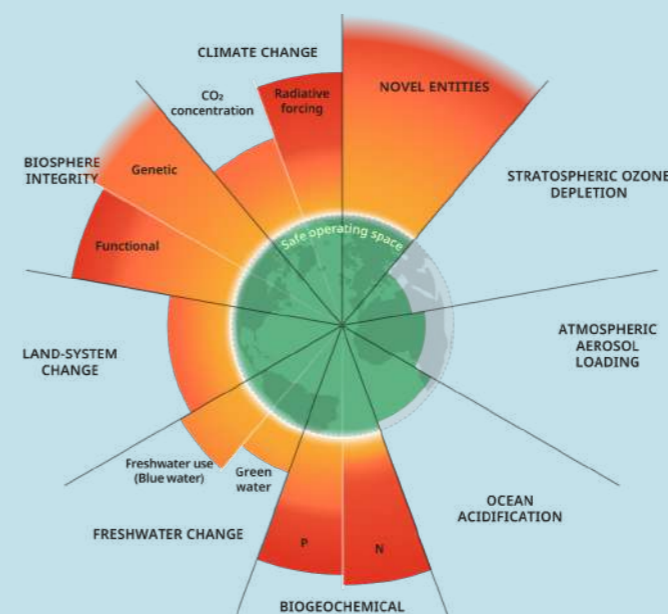 CLIMATE CHANGE
CO₂
concentration
Radiative
forcing
NOVEL ENTITIES
STRATOSPHERIC OZONE
DEPLETION
BIOSPHERE
INTEGRITY
Genetic
Functional
Safe operating space
ATMOSPHERIC
AEROSOL
LOADING
LAND-SYSTEM
CHANGE
Freshwater use
(Blue water)
Green
water
OCEAN
ACIDIFICATION
FRESHWATER CHANGE
P
N
BIOGEOCHEMICAL